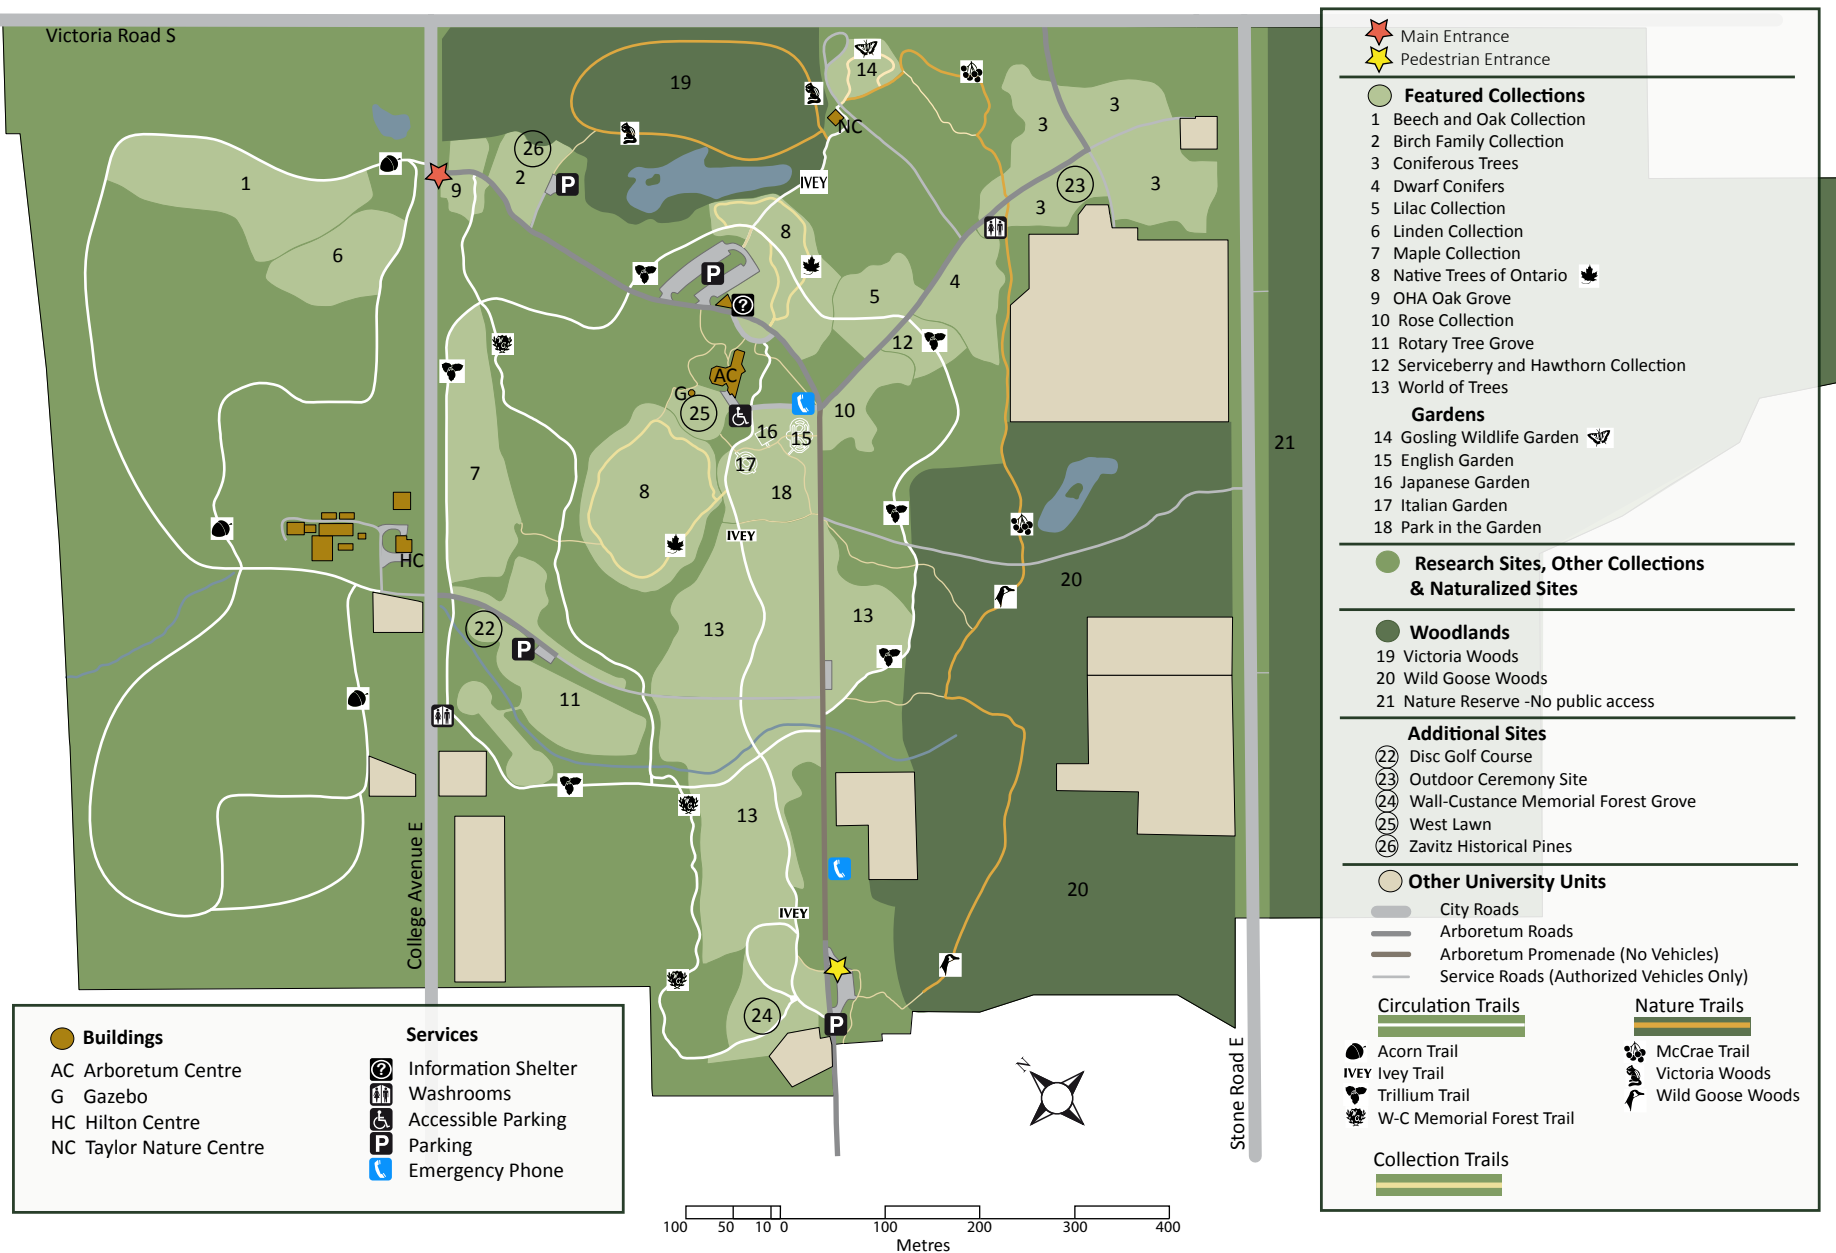 Victoria Road S
19
14
NC
3
3
26
2
1
9
IVEY
P
23
3
3
6
8
P
?
5
4
12
AC
G
25
10
16
15
17
7
8
18
21
IVEY
HC
20
22
13
13
P
11
13
20
IVEY
College Avenue E
24
P
Stone Road E
N
Main Entrance
Pedestrian Entrance
Featured Collections
1 Beech and Oak Collection
2 Birch Family Collection
3 Coniferous Trees
4 Dwarf Conifers
5 Lilac Collection
6 Linden Collection
7 Maple Collection
8 Native Trees of Ontario
9 OHA Oak Grove
10 Rose Collection
11 Rotary Tree Grove
12 Serviceberry and Hawthorn Collection
13 World of Trees
Gardens
14 Gosling Wildlife Garden
15 English Garden
16 Japanese Garden
17 Italian Garden
18 Park in the Garden
Research Sites, Other Collections
& Naturalized Sites
Woodlands
19 Victoria Woods
20 Wild Goose Woods
21 Nature Reserve -No public access
Additional Sites
22 Disc Golf Course
23 Outdoor Ceremony Site
24 Wall-Custance Memorial Forest Grove
25 West Lawn
26 Zavitz Historical Pines
Other University Units
City Roads
Arboretum Roads
Arboretum Promenade (No Vehicles)
Service Roads (Authorized Vehicles Only)
Circulation Trails
Acorn Trail
IVEY Ivey Trail
Trillium Trail
W-C Memorial Forest Trail
Nature Trails
McCrae Trail
Victoria Woods
Wild Goose Woods
Collection Trails
Buildings
AC Arboretum Centre
G Gazebo
HC Hilton Centre
NC Taylor Nature Centre
Services
? Information Shelter
Washrooms
Accessible Parking
P Parking
Emergency Phone
100 50 10 0 100 200 300 400
Metres